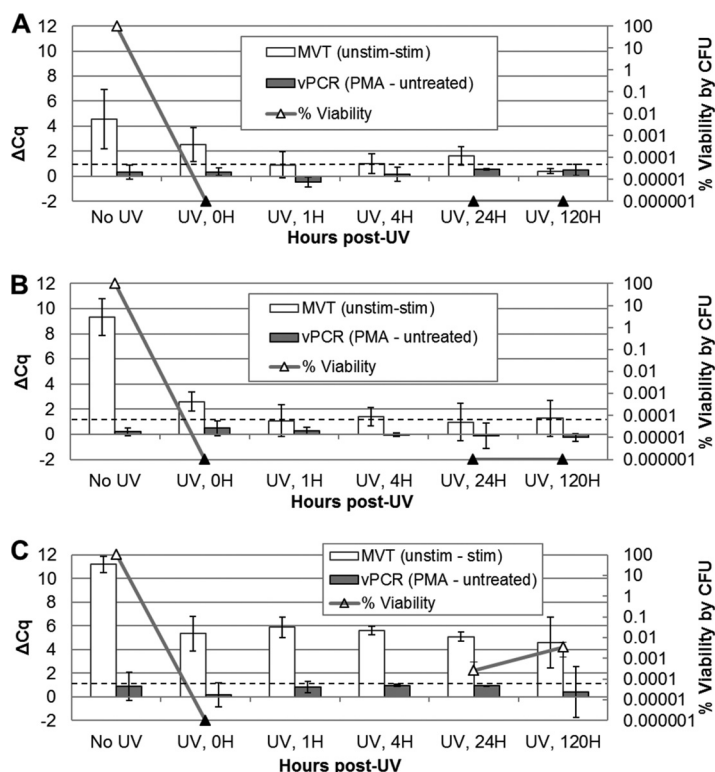 A
12
10
8
6
4
2
0
-2
ΔCq
MVT (unstim-stim)
vPCR (PMA - untreated)
% Viability
100
10
1
0.1
0.01
0.001
0.0001
0.00001
0.000001
% Viability by CFU
No UV UV, 0H UV, 1H UV, 4H UV, 24H UV, 120H
Hours post-UV
B
12
10
8
6
4
2
0
-2
ΔCq
MVT (unstim-stim)
vPCR (PMA - untreated)
% Viability
100
10
1
0.1
0.01
0.001
0.0001
0.00001
0.000001
% Viability by CFU
No UV UV, 0H UV, 1H UV, 4H UV, 24H UV, 120H
Hours post-UV
C
12
10
8
6
4
2
0
-2
ΔCq
MVT (unstim - stim)
vPCR (PMA - untreated)
% Viability
100
10
1
0.1
0.01
0.001
0.0001
0.00001
0.000001
% Viability by CFU
No UV UV, 0H UV, 1H UV, 4H UV, 24H UV, 120H
Hours post-UV